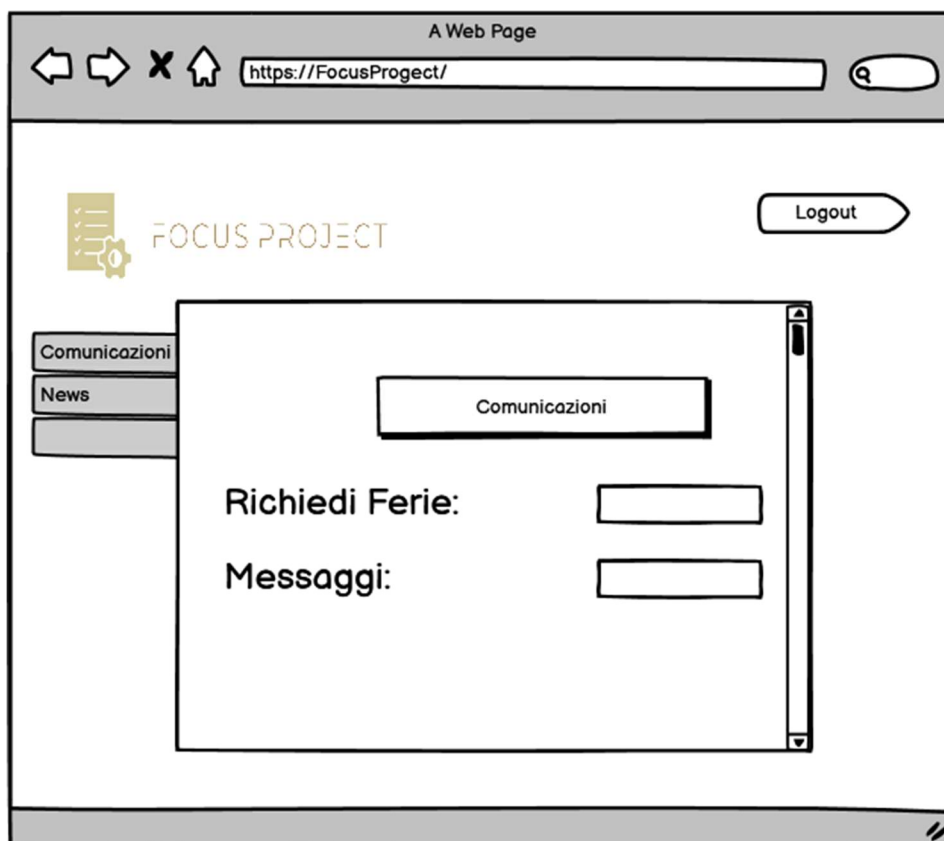 A Web Page
https://FocusProgect/
FOCUS PROJECT
Logout
Comunicazioni
News
Comunicazioni
Richiedi Ferie:
Messaggi: